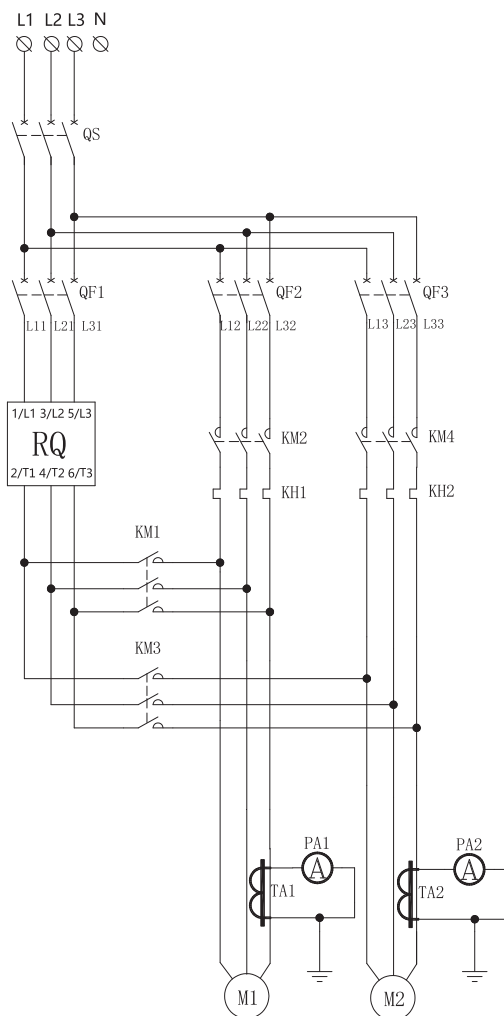 L1 L2 L3 N
QS
QF1 QF2 QF3
L11 L21 L31 L12 L22 L32 L13 L23 L33
1/L1 3/L2 5/L3
RQ
2/T1 4/T2 6/T3
KM2 KM4
KH1 KH2
KM1
KM3
PA1 PA2
A A
TA1 TA2
M1 M2